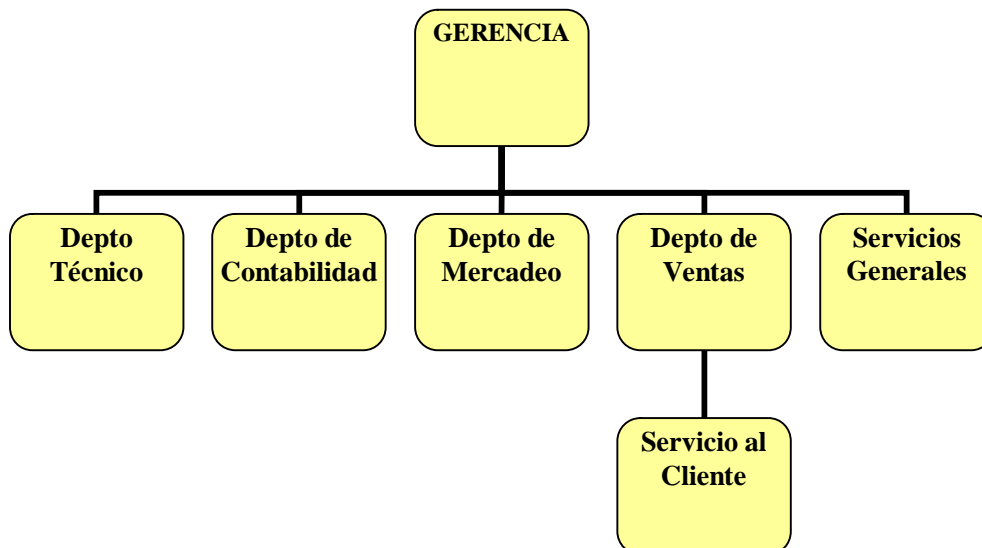 GERENCIA
Depto
Técnico
Depto de
Contabilidad
Depto de
Mercadeo
Depto de
Ventas
Servicios
Generales
Servicio al
Cliente